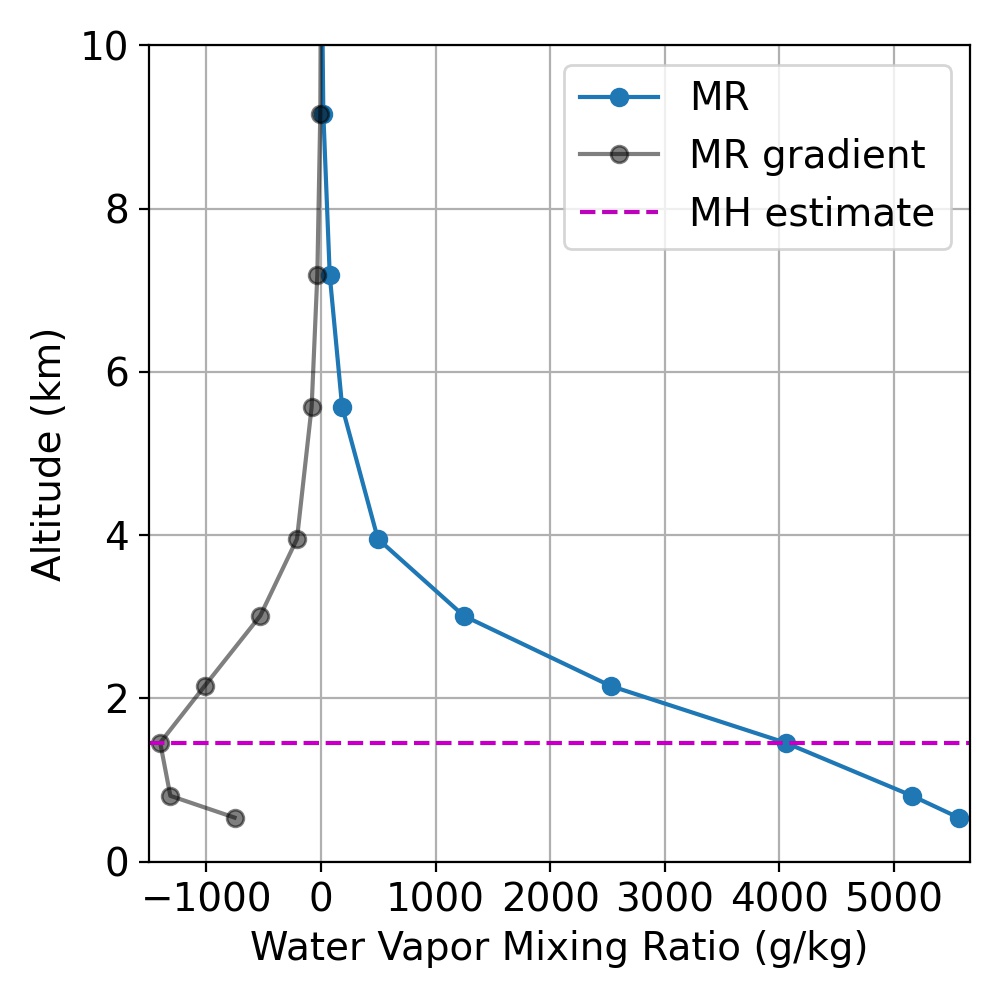 10
8
6
4
2
0
Altitude (km)
MR
MR gradient
MH estimate
−1000 0 1000 2000 3000 4000 5000
Water Vapor Mixing Ratio (g/kg)